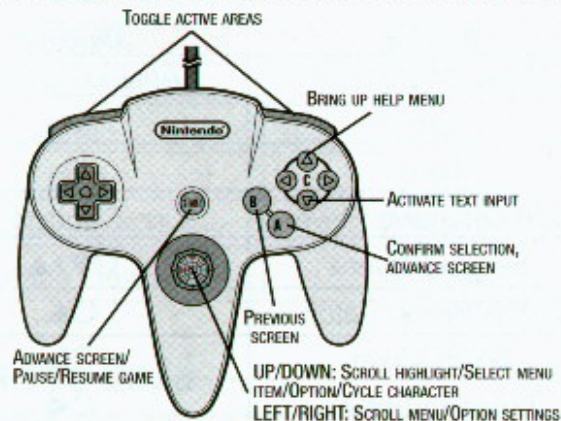 TOGGLE ACTIVE AREAS
BRING UP HELP MENU
Nintendo
C
ACTIVATE TEXT INPUT
B
A
CONFIRM SELECTION,
ADVANCE SCREEN
PREVIOUS
SCREEN
ADVANCE SCREEN/
PAUSE/RESUME GAME
UP/DOWN: SCROLL HIGHLIGHT/SELECT MENU
ITEM/OPTION/CYCLE CHARACTER
LEFT/RIGHT: SCROLL MENU/OPTION SETTINGS